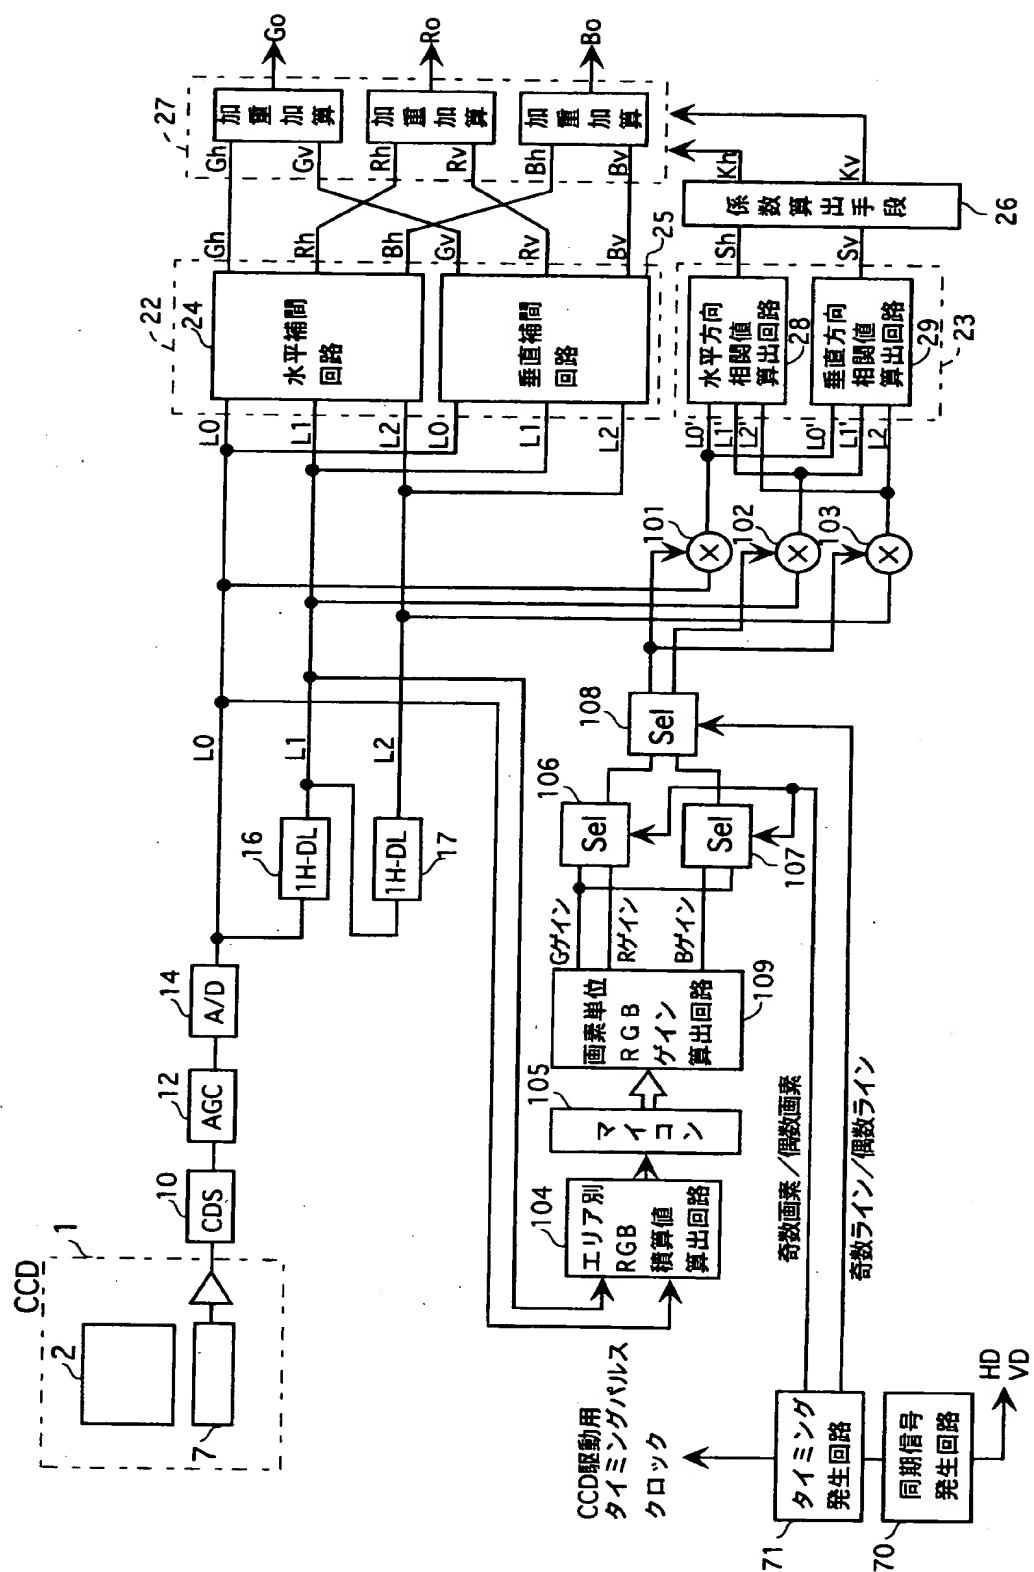 CCD
1
2
7
10
CDS
12
AGC
14
A/D
16
1H-DL
17
1H-DL
L0
L1
L2
22
24
水平補間
回路
L0
L1
L2
Gh
Rh
Bh
25
垂直補間
回路
L0
L1
L2
Gv
Rv
Bv
27
Gh
Gv
加重加算
Go
Rh
Rv
加重加算
Ro
Bh
Bv
加重加算
Bo
101
102
103
L0'
L1'
L2'
L0'
L1'
L2
水平方向
相関値
算出回路
28
垂直方向
相関値
算出回路
29
23
Sh
Sv
係数算出手段
26
Kh
Kv
104
エリア別
RGB
積算値
算出回路
105
マイコン
画素単位
RGB
ゲイン
算出回路
109
Gゲイン
Rゲイン
Bゲイン
106
Sel
Sel
107
108
Sel
奇数画素/偶数画素
奇数ライン/偶数ライン
CCD駆動用
タイミングパルス
クロック
タイミング
発生回路
71
同期信号
発生回路
70
HD
VD